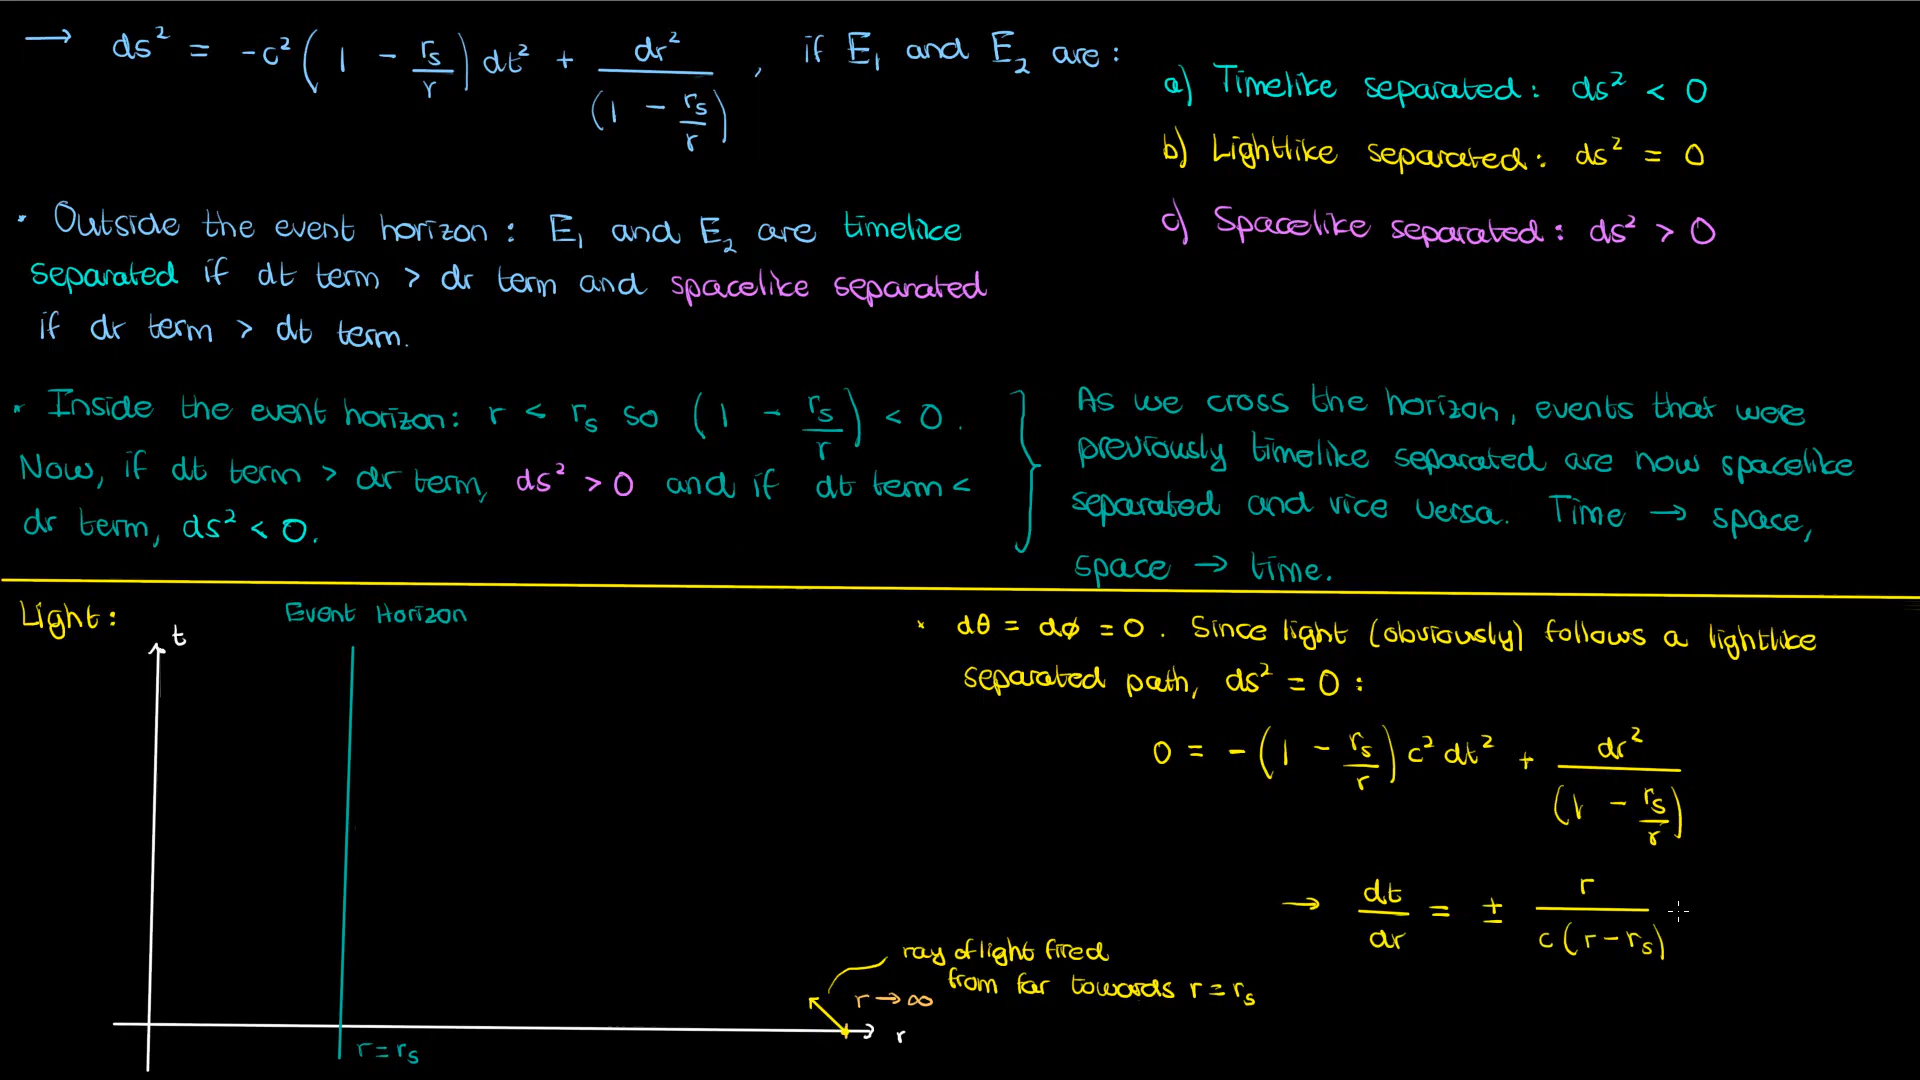 → ds² = -c² (1 - rₛ/r) dt² + dr²/(1 - rₛ/r) , if E₁ and E₂ are:
a) Timelike separated: ds² < 0
b) Lightlike separated: ds² = 0
c) Spacelike separated: ds² > 0
• Outside the event horizon: E₁ and E₂ are timelike
separated if dt term > dr term and spacelike separated
if dr term > dt term.
• Inside the event horizon: r < rₛ so (1 - rₛ/r) < 0.
Now, if dt term > dr term, ds² > 0 and if dt term <
dr term, ds² < 0.
As we cross the horizon, events that were
previously timelike separated are now spacelike
separated and vice versa. Time → space,
space → time.
Light:
Event Horizon
t
r = rₛ
r
r → ∞
ray of light fired
from far towards r = rₛ
• dθ = dφ = 0. Since light (obviously) follows a lightlike
separated path, ds² = 0 :
0 = -(1 - rₛ/r) c² dt² + dr²/(1 - rₛ/r)
→ dt/dr = ± r/c(r - rₛ)